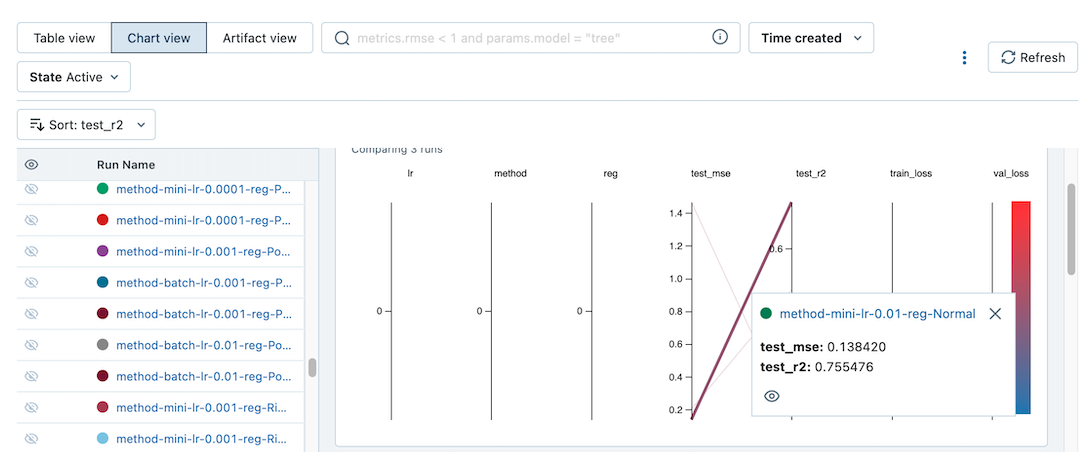 Table view Chart view Artifact view metrics.rmse < 1 and params.model = "tree" Time created
Refresh
State Active
Sort: test_r2
Run Name
method-mini-lr-0.0001-reg-P...
method-mini-lr-0.0001-reg-P...
method-mini-lr-0.001-reg-Po...
method-batch-lr-0.001-reg-P...
method-batch-lr-0.001-reg-P...
method-batch-lr-0.01-reg-Po...
method-batch-lr-0.01-reg-Po...
method-mini-lr-0.001-reg-Ri...
method-mini-lr-0.001-reg-Ri...
Comparing 3 runs
lr method reg test_mse test_r2 train_loss val_loss
0
0
0
1.4
1.2
1.0
0.8
0.6
0.4
0.2
0.6
method-mini-lr-0.01-reg-Normal
test_mse: 0.138420
test_r2: 0.755476